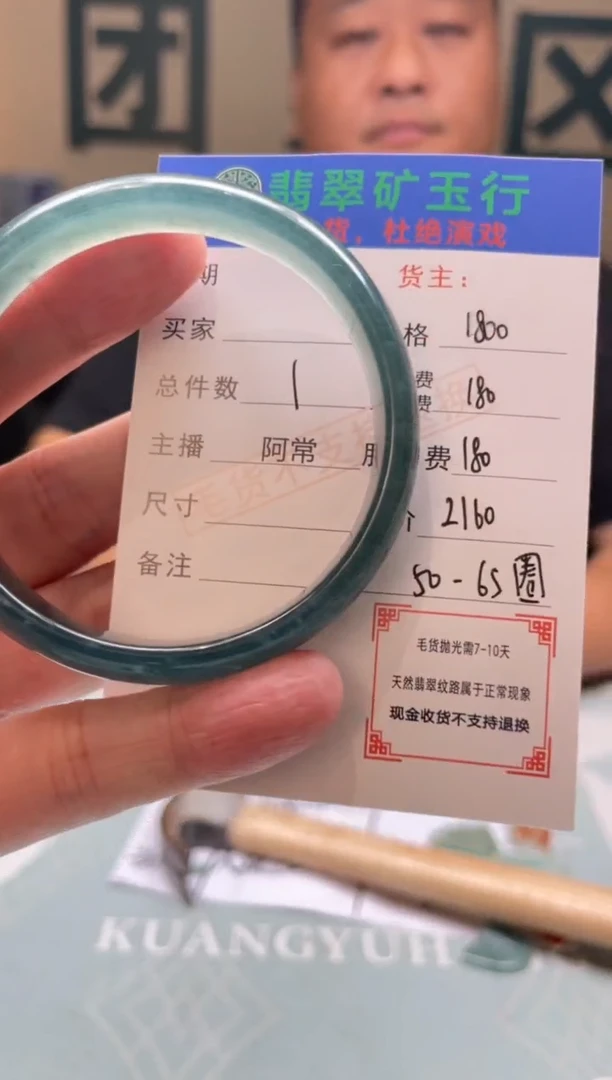 团
翡翠矿玉行
货，杜绝演戏
期 货主：
买家 格 1800
总件数 1 费 180
费
主播 阿常 费 180
尺寸 2160
备注 50-65圈
毛货抛光需7-10天
天然翡翠纹路属于正常现象
现金收货不支持退换
KUANGYUH